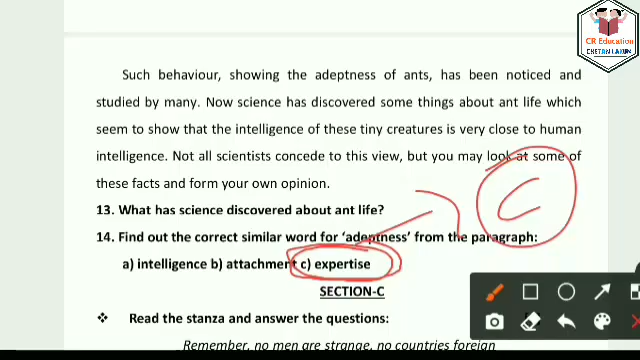 CR Education
CHETAN LAKUM
Such behaviour, showing the adeptness of ants, has been noticed and
studied by many. Now science has discovered some things about ant life which
seem to show that the intelligence of these tiny creatures is very close to human
intelligence. Not all scientists concede to this view, but you may look at some of
these facts and form your own opinion.
13. What has science discovered about ant life?
14. Find out the correct similar word for ‘adeptness’ from the paragraph:
a) intelligence b) attachment c) expertise
C
SECTION-C
❖ Read the stanza and answer the questions:
Remember, no men are strange, no countries foreign